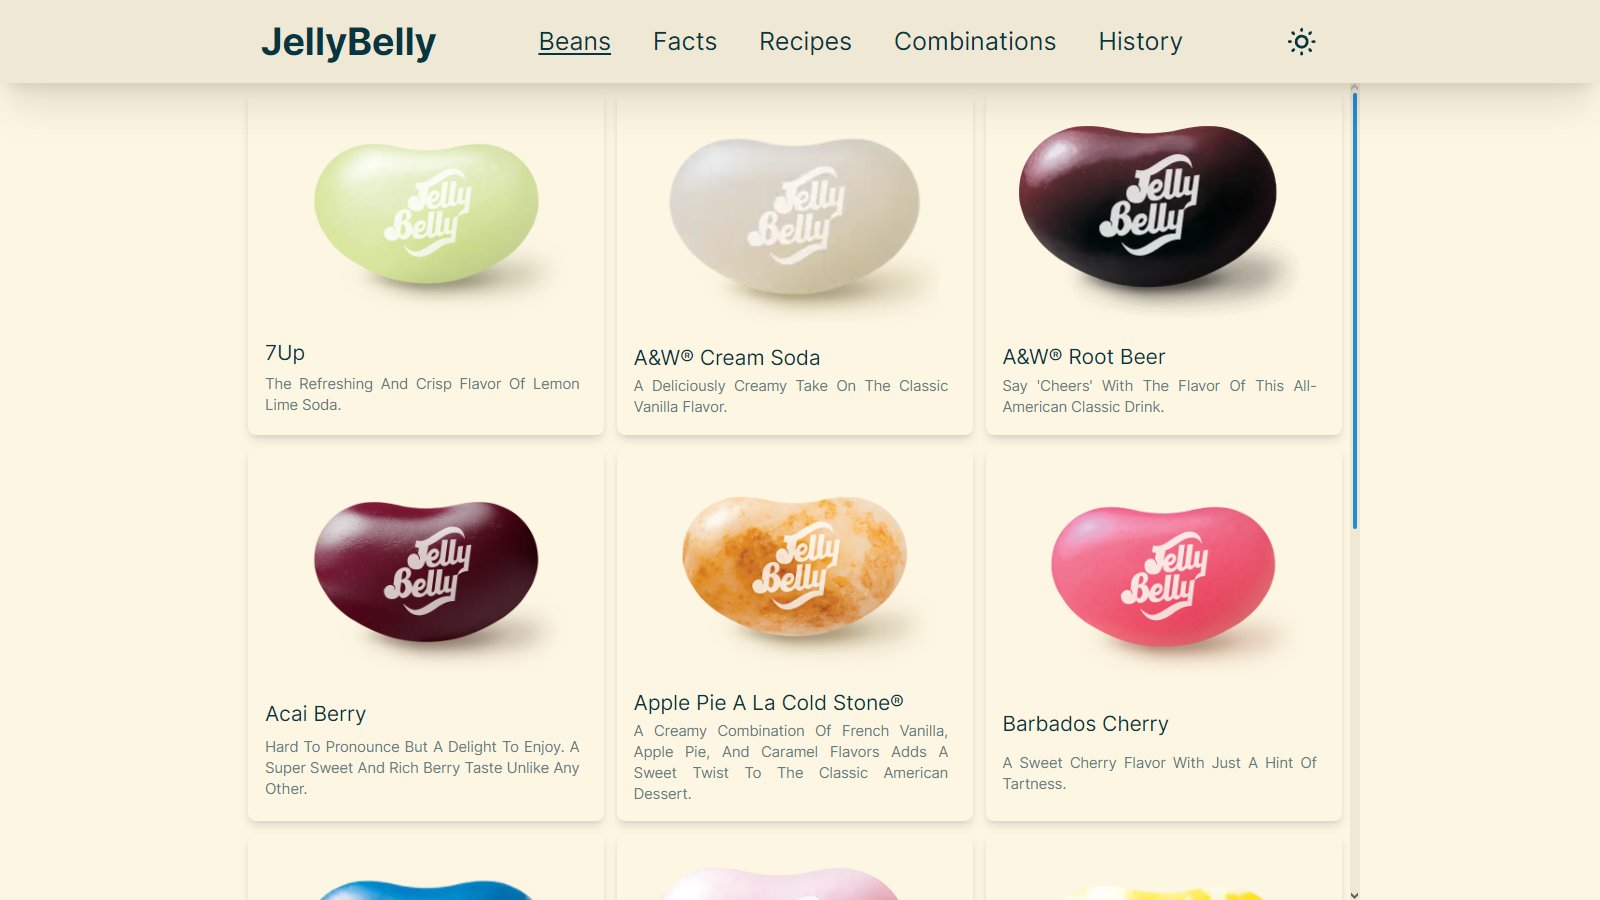 JellyBelly
Beans
Facts
Recipes
Combinations
History
Jelly
Belly
Jelly
Belly
Jelly
Belly
7Up
The Refreshing And Crisp Flavor Of Lemon
Lime Soda.
A&W® Cream Soda
A Deliciously Creamy Take On The Classic
Vanilla Flavor.
A&W® Root Beer
Say 'Cheers' With The Flavor Of This All-
American Classic Drink.
Jelly
Belly
Jelly
Belly
Jelly
Belly
Acai Berry
Hard To Pronounce But A Delight To Enjoy. A
Super Sweet And Rich Berry Taste Unlike Any
Other.
Apple Pie A La Cold Stone®
A Creamy Combination Of French Vanilla,
Apple Pie, And Caramel Flavors Adds A
Sweet Twist To The Classic American
Dessert.
Barbados Cherry
A Sweet Cherry Flavor With Just A Hint Of
Tartness.